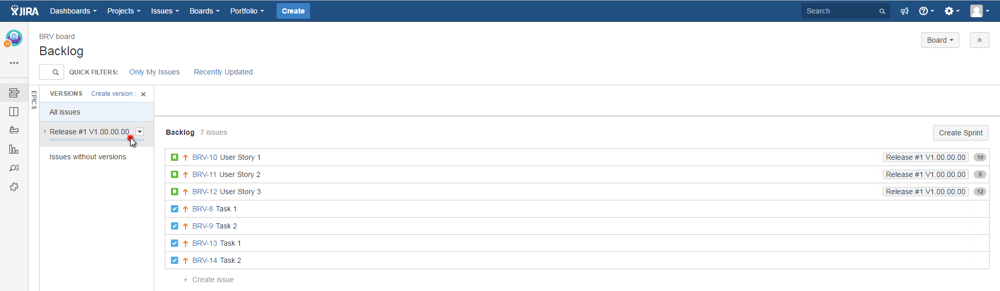 JIRA Dashboards Projects Issues Boards Portfolio Create Search
BRV board
Backlog
Board
QUICK FILTERS: Only My Issues Recently Updated
EPICS
VERSIONS Create version
All issues
Release #1 V1.00.00.00
Issues without versions
Backlog 7 issues
Create Sprint
BRV-10 User Story 1 Release #1 V1.00.00.00 10
BRV-11 User Story 2 Release #1 V1.00.00.00 8
BRV-12 User Story 3 Release #1 V1.00.00.00 12
BRV-8 Task 1
BRV-9 Task 2
BRV-13 Task 1
BRV-14 Task 2
+ Create issue